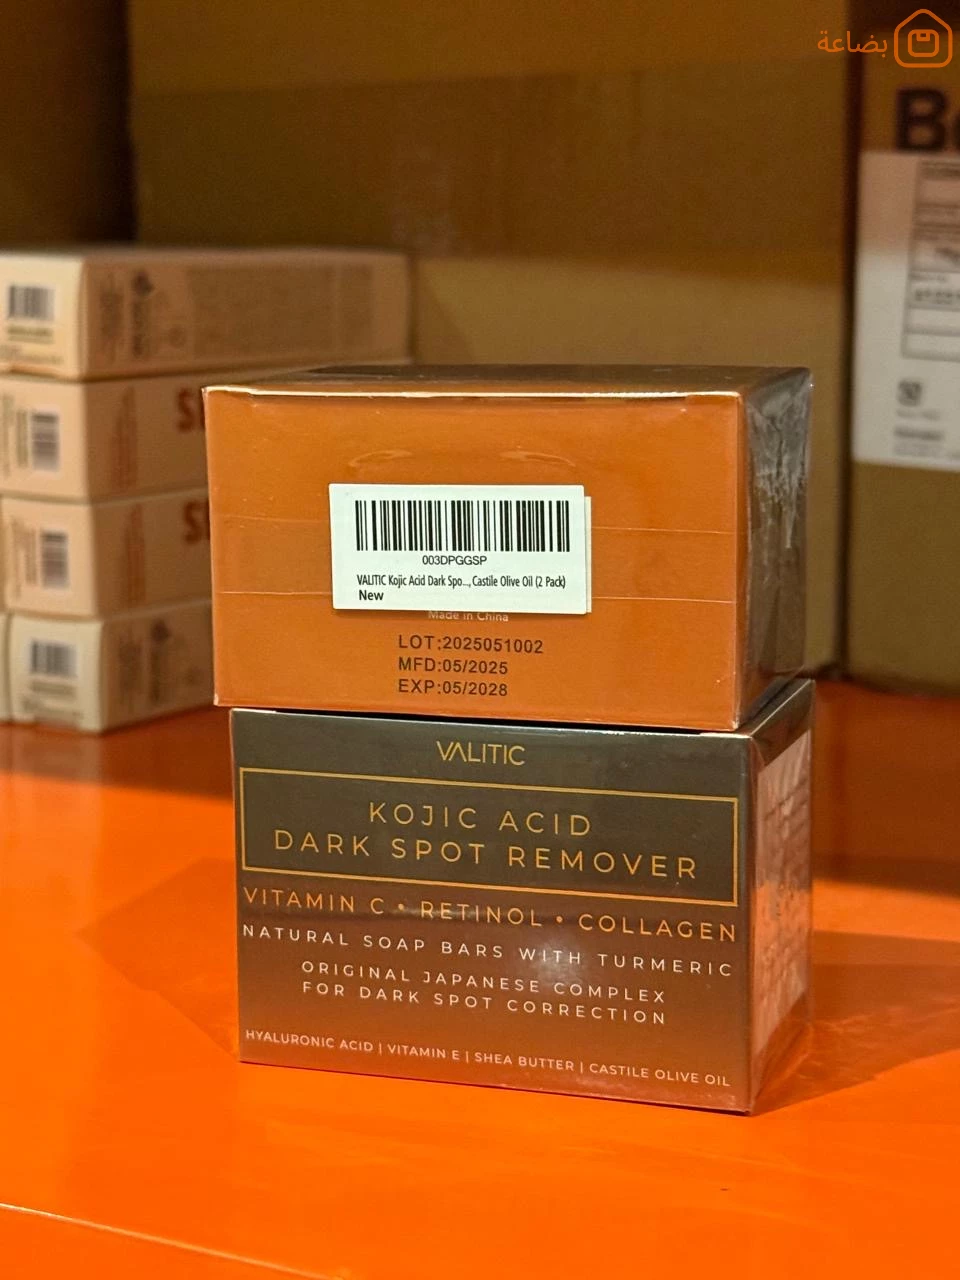 بضاعة
003DPGGSP
VALITIC Kojic Acid Dark Spo..., Castile Olive Oil (2 Pack)
New
Made in China
LOT:2025051002
MFD:05/2025
EXP:05/2028
VALITIC
KOJIC ACID
DARK SPOT REMOVER
VITAMIN C • RETINOL • COLLAGEN
NATURAL SOAP BARS WITH TURMERIC
ORIGINAL JAPANESE COMPLEX
FOR DARK SPOT CORRECTION
HYALURONIC ACID | VITAMIN E | SHEA BUTTER | CASTILE OLIVE OIL